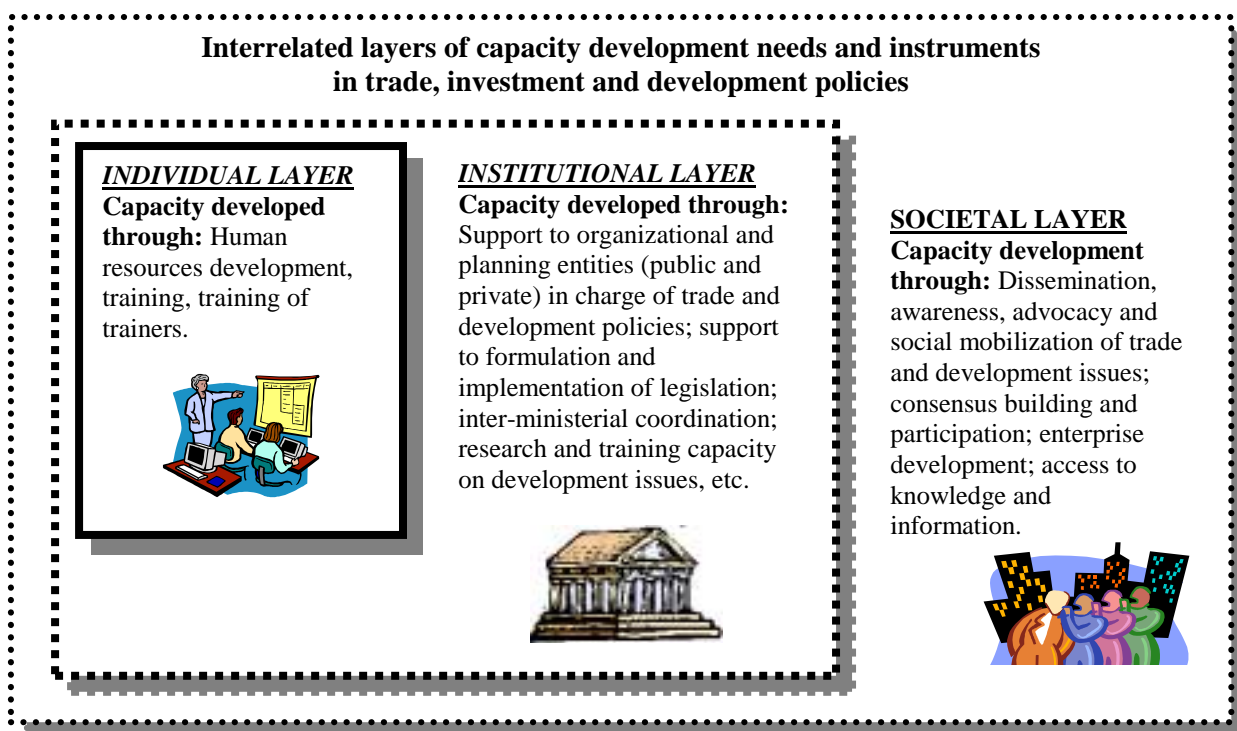 Interrelated layers of capacity development needs and instruments
in trade, investment and development policies
INDIVIDUAL LAYER
Capacity developed
through: Human
resources development,
training, training of
trainers.
INSTITUTIONAL LAYER
Capacity developed through:
Support to organizational and
planning entities (public and
private) in charge of trade and
development policies; support
to formulation and
implementation of legislation;
inter-ministerial coordination;
research and training capacity
on development issues, etc.
SOCIETAL LAYER
Capacity development
through: Dissemination,
awareness, advocacy and
social mobilization of trade
and development issues;
consensus building and
participation; enterprise
development; access to
knowledge and
information.